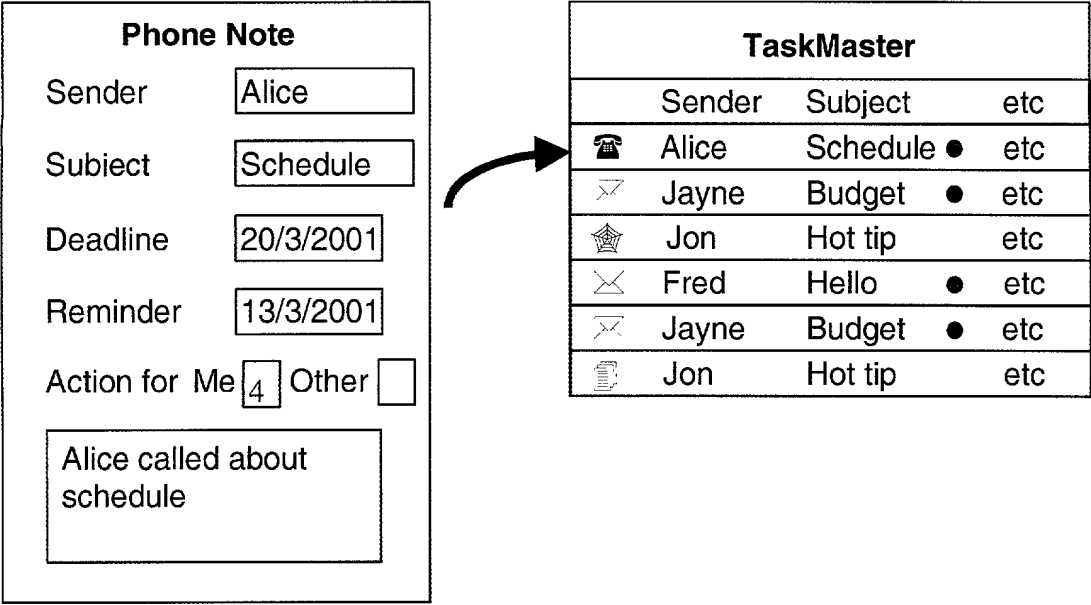 Phone Note
Sender Alice
Subiect Schedule
Deadline 20/3/2001
Reminder 13/3/2001
Action for Me 4 Other
Alice called about
schedule
TaskMaster
Sender Subject etc
Alice Schedule ● etc
Jayne Budget ● etc
Jon Hot tip etc
Fred Hello ● etc
Jayne Budget ● etc
Jon Hot tip etc